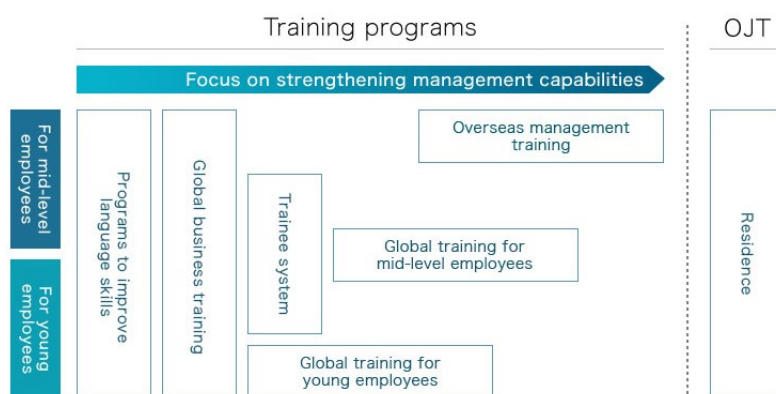 Training programs
OJT
Focus on strengthening management capabilities
For mid-level
employees
For young
employees
Programs to improve
language skills
Global business training
Trainee system
Overseas management
training
Global training for
mid-level employees
Global training for
young employees
Residence